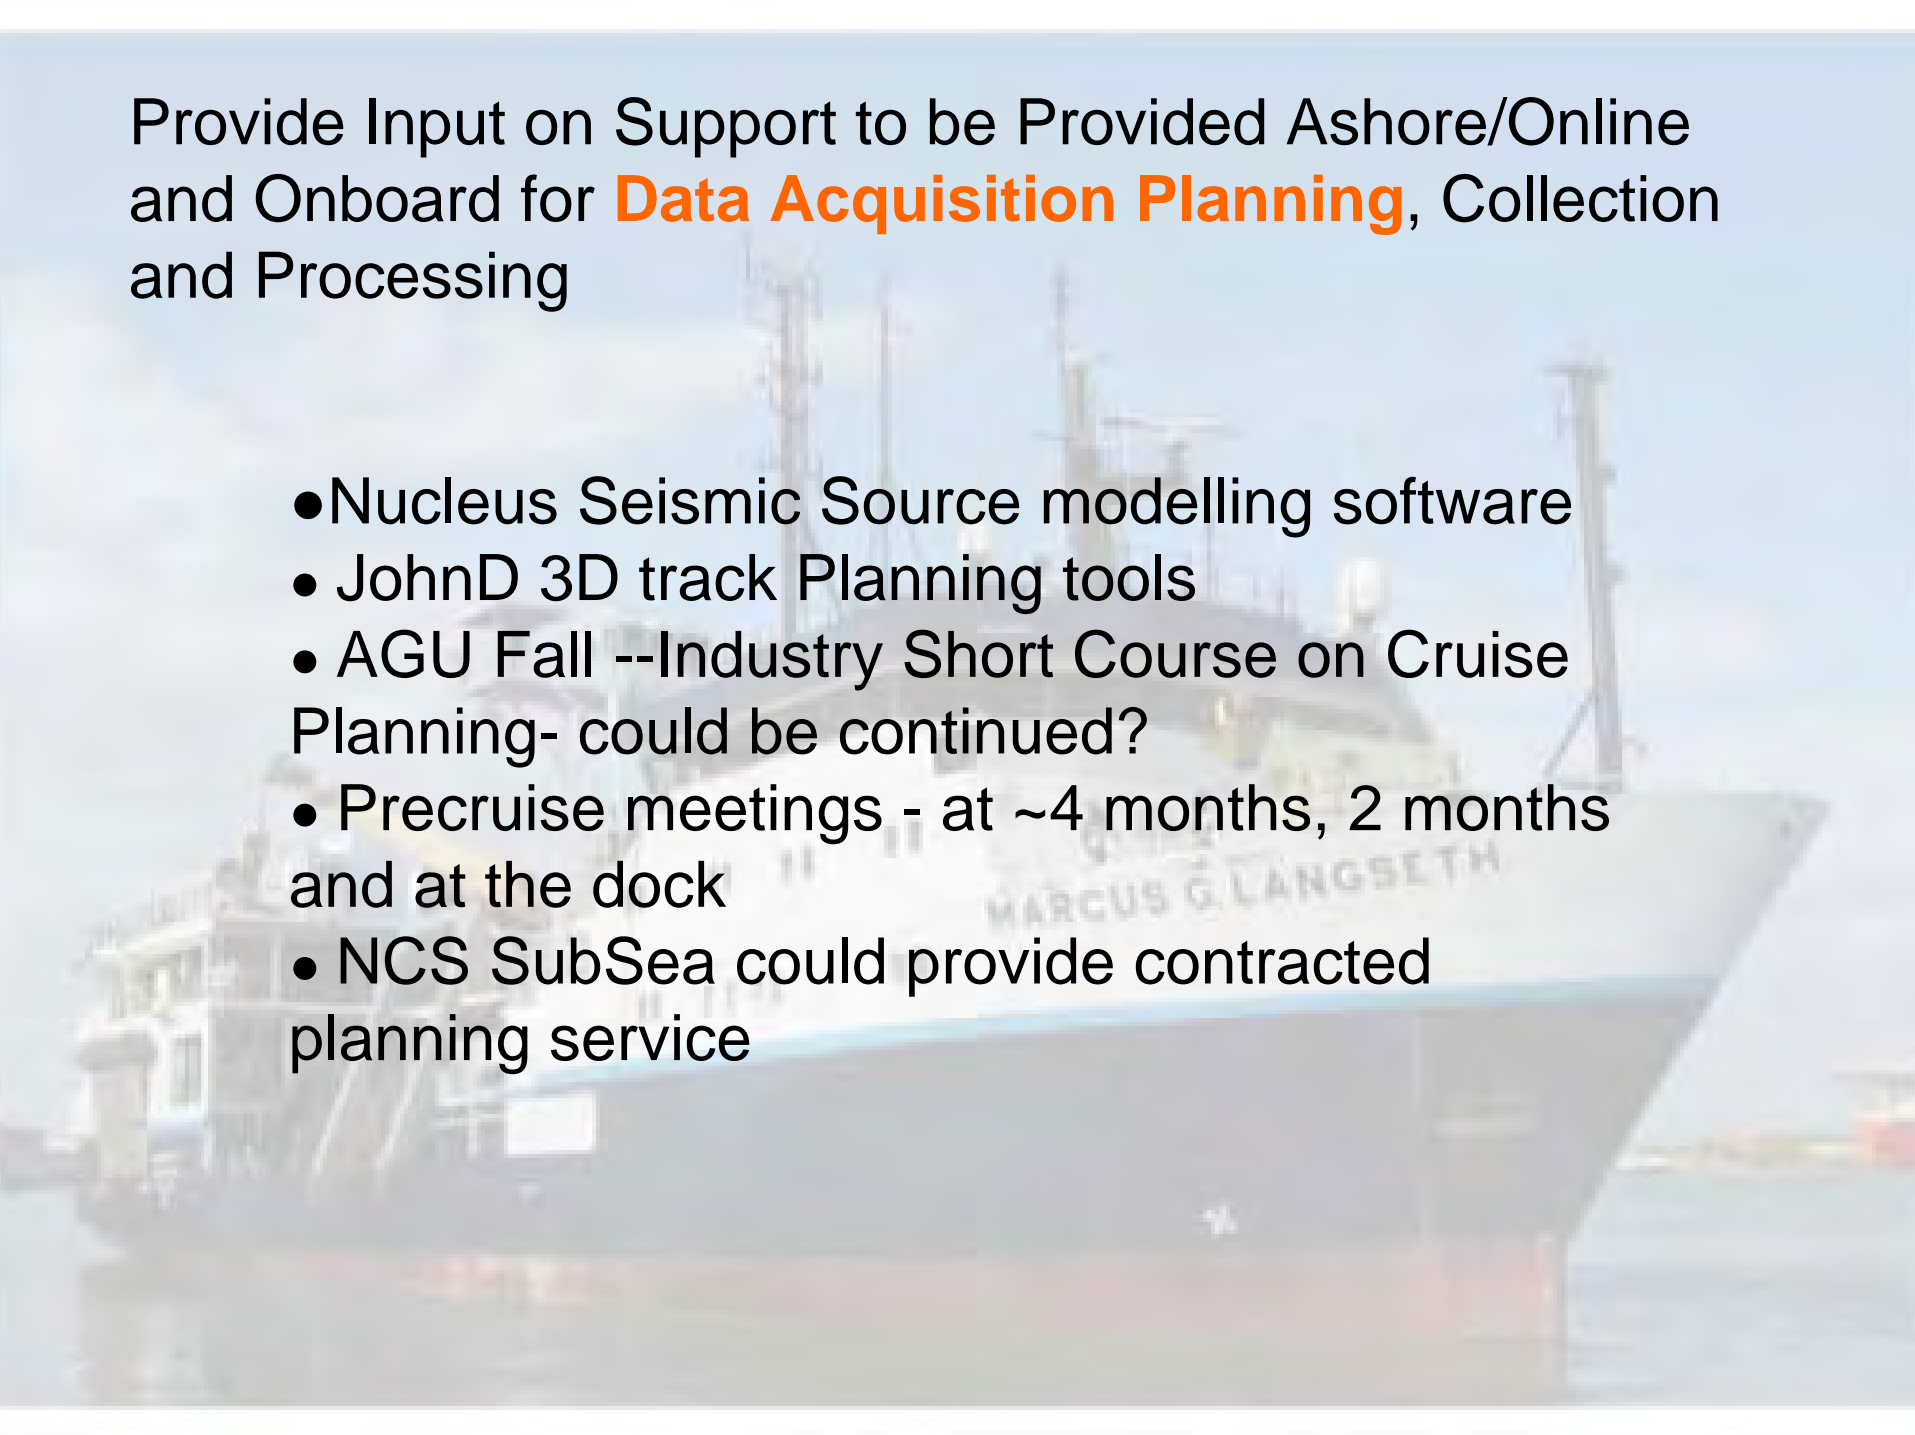 Provide Input on Support to be Provided Ashore/Online
and Onboard for Data Acquisition Planning, Collection
and Processing
●Nucleus Seismic Source modelling software
● JohnD 3D track Planning tools
● AGU Fall --Industry Short Course on Cruise
Planning- could be continued?
● Precruise meetings - at ~4 months, 2 months
and at the dock
MARCUS G. LANGSETH
● NCS SubSea could provide contracted
planning service